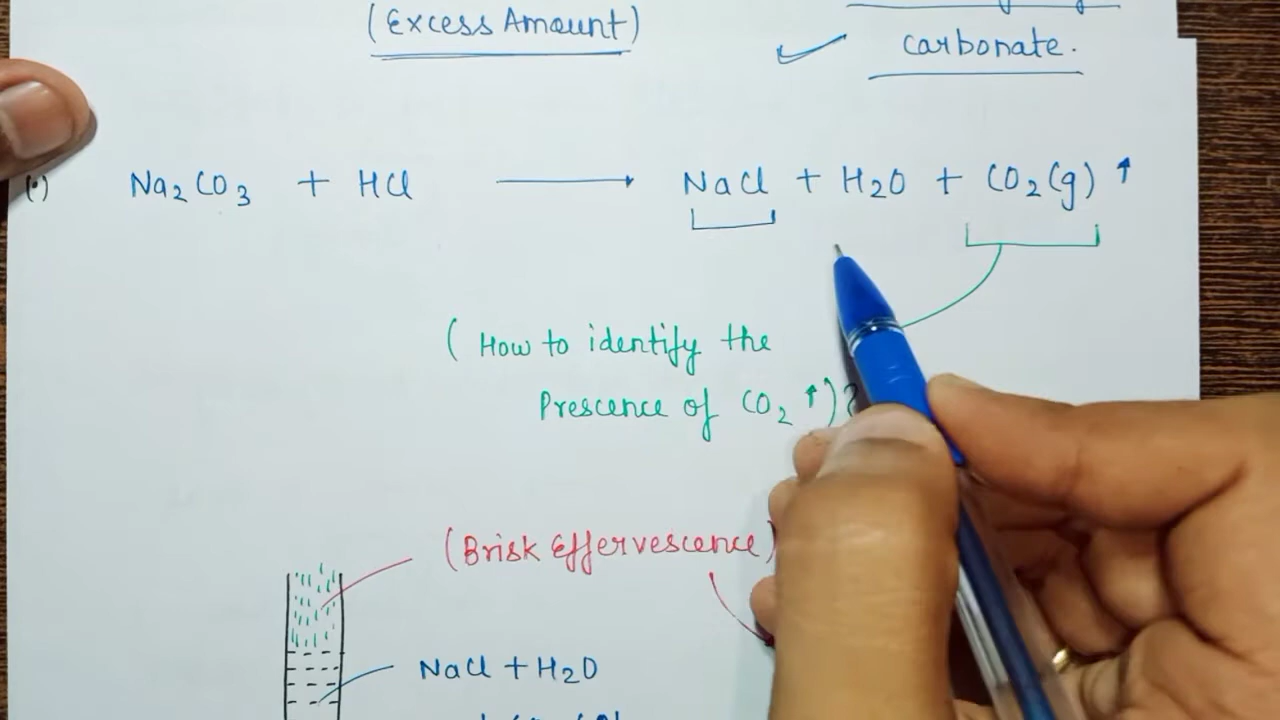 (Excess Amount)
carbonate.
(•) Na2CO3 + HCl → NaCl + H2O + CO2(g) ↑
( How to identify the
Prescence of CO2 ↑)?
(Brisk Effervescence)
NaCl + H2O